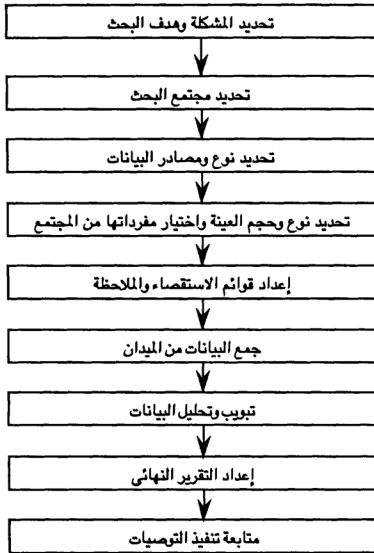 تحديد المشكلة وهدف البحث
تحديد مجتمع البحث
تحديد نوع ومصادر البيانات
تحديد نوع وحجم العينة واختيار مفرداتها من المجتمع
إعداد قوائم الاستقصاء والملاحظة
جمع البيانات من الميدان
تبويب وتحليل البيانات
إعداد التقرير النهائى
متابعة تنفيذ التوصيات